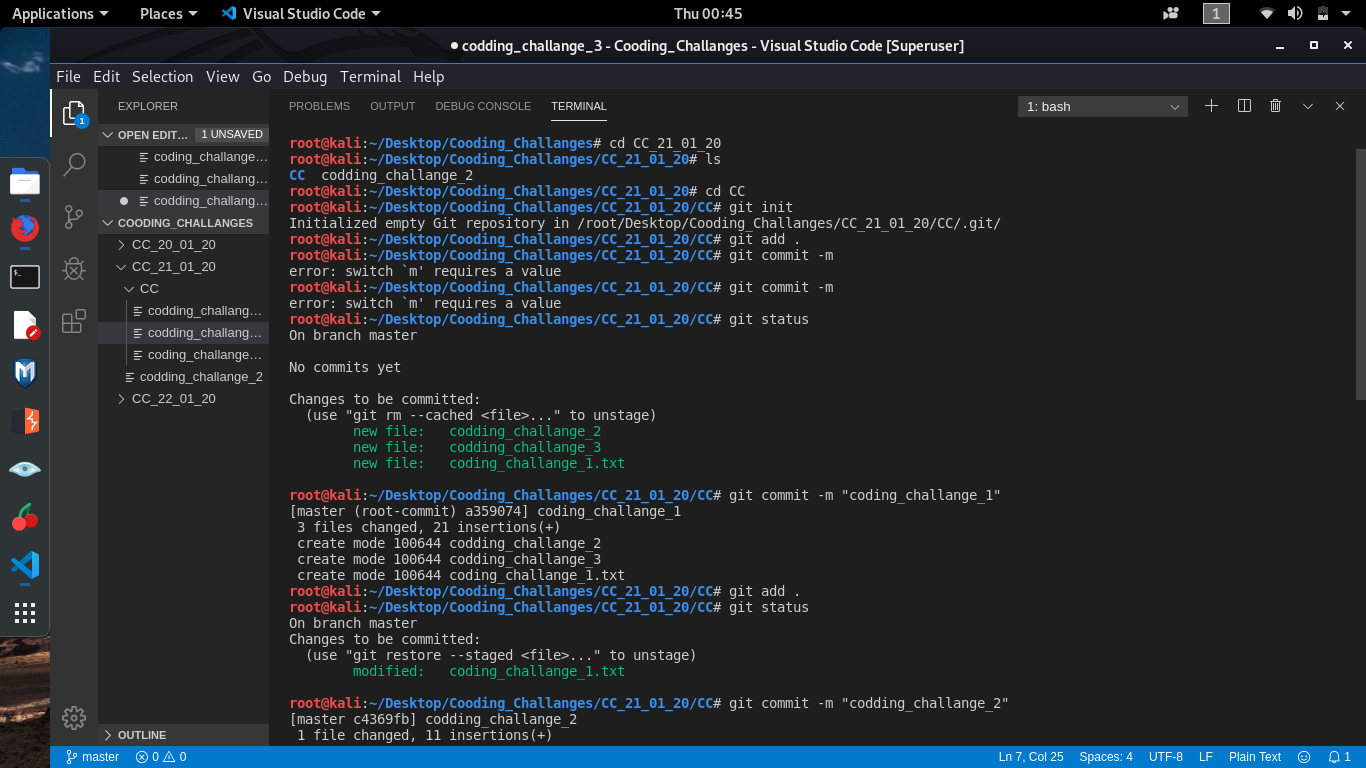 Applications Places Visual Studio Code Thu 00:45 1
codding_challange_3 - Cooding_Challanges - Visual Studio Code [Superuser]
File Edit Selection View Go Debug Terminal Help
EXPLORER
OPEN EDIT... 1 UNSAVED
coding_challange...
codding_challang...
codding_challang...
COODING_CHALLANGES
CC_20_01_20
CC_21_01_20
CC
codding_challang...
codding_challang...
coding_challange...
codding_challange_2
CC_22_01_20
OUTLINE
1
PROBLEMS OUTPUT DEBUG CONSOLE TERMINAL 1: bash
root@kali:~/Desktop/Cooding_Challanges# cd CC_21_01_20
root@kali:~/Desktop/Cooding_Challanges/CC_21_01_20# ls
CC codding_challange_2
root@kali:~/Desktop/Cooding_Challanges/CC_21_01_20# cd CC
root@kali:~/Desktop/Cooding_Challanges/CC_21_01_20/CC# git init
Initialized empty Git repository in /root/Desktop/Cooding_Challanges/CC_21_01_20/CC/.git/
root@kali:~/Desktop/Cooding_Challanges/CC_21_01_20/CC# git add .
root@kali:~/Desktop/Cooding_Challanges/CC_21_01_20/CC# git commit -m
error: switch `m' requires a value
root@kali:~/Desktop/Cooding_Challanges/CC_21_01_20/CC# git commit -m
error: switch `m' requires a value
root@kali:~/Desktop/Cooding_Challanges/CC_21_01_20/CC# git status
On branch master
No commits yet
Changes to be committed:
(use "git rm --cached <file>..." to unstage)
new file: codding_challange_2
new file: codding_challange_3
new file: coding_challange_1.txt
root@kali:~/Desktop/Cooding_Challanges/CC_21_01_20/CC# git commit -m "coding_challange_1"
[master (root-commit) a359074] coding_challange_1
3 files changed, 21 insertions(+)
create mode 100644 codding_challange_2
create mode 100644 codding_challange_3
create mode 100644 coding_challange_1.txt
root@kali:~/Desktop/Cooding_Challanges/CC_21_01_20/CC# git add .
root@kali:~/Desktop/Cooding_Challanges/CC_21_01_20/CC# git status
On branch master
Changes to be committed:
(use "git restore --staged <file>..." to unstage)
modified: coding_challange_1.txt
root@kali:~/Desktop/Cooding_Challanges/CC_21_01_20/CC# git commit -m "codding_challange_2"
[master c4369fb] codding_challange_2
1 file changed, 11 insertions(+)
master 0 0 Ln 7, Col 25 Spaces: 4 UTF-8 LF Plain Text 1